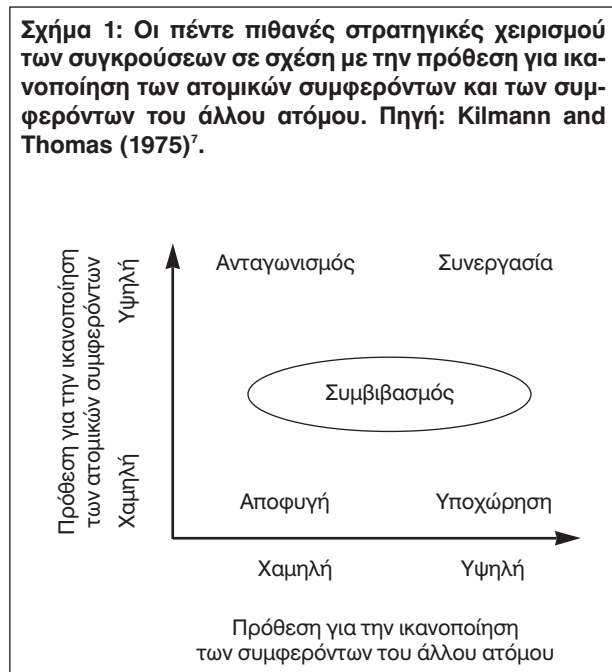 Σχήμα 1: Οι πέντε πιθανές στρατηγικές χειρισμού
των συγκρούσεων σε σχέση με την πρόθεση για ικα-
νοποίηση των ατομικών συμφερόντων και των συμ-
φερόντων του άλλου ατόμου. Πηγή: Kilmann and
Thomas (1975)⁷.
Πρόθεση για την ικανοποίηση
των ατομικών συμφερόντων
Υψηλή
Χαμηλή
Ανταγωνισμός
Συνεργασία
Συμβιβασμός
Αποφυγή
Υποχώρηση
Χαμηλή
Υψηλή
Πρόθεση για την ικανοποίηση
των συμφερόντων του άλλου ατόμου